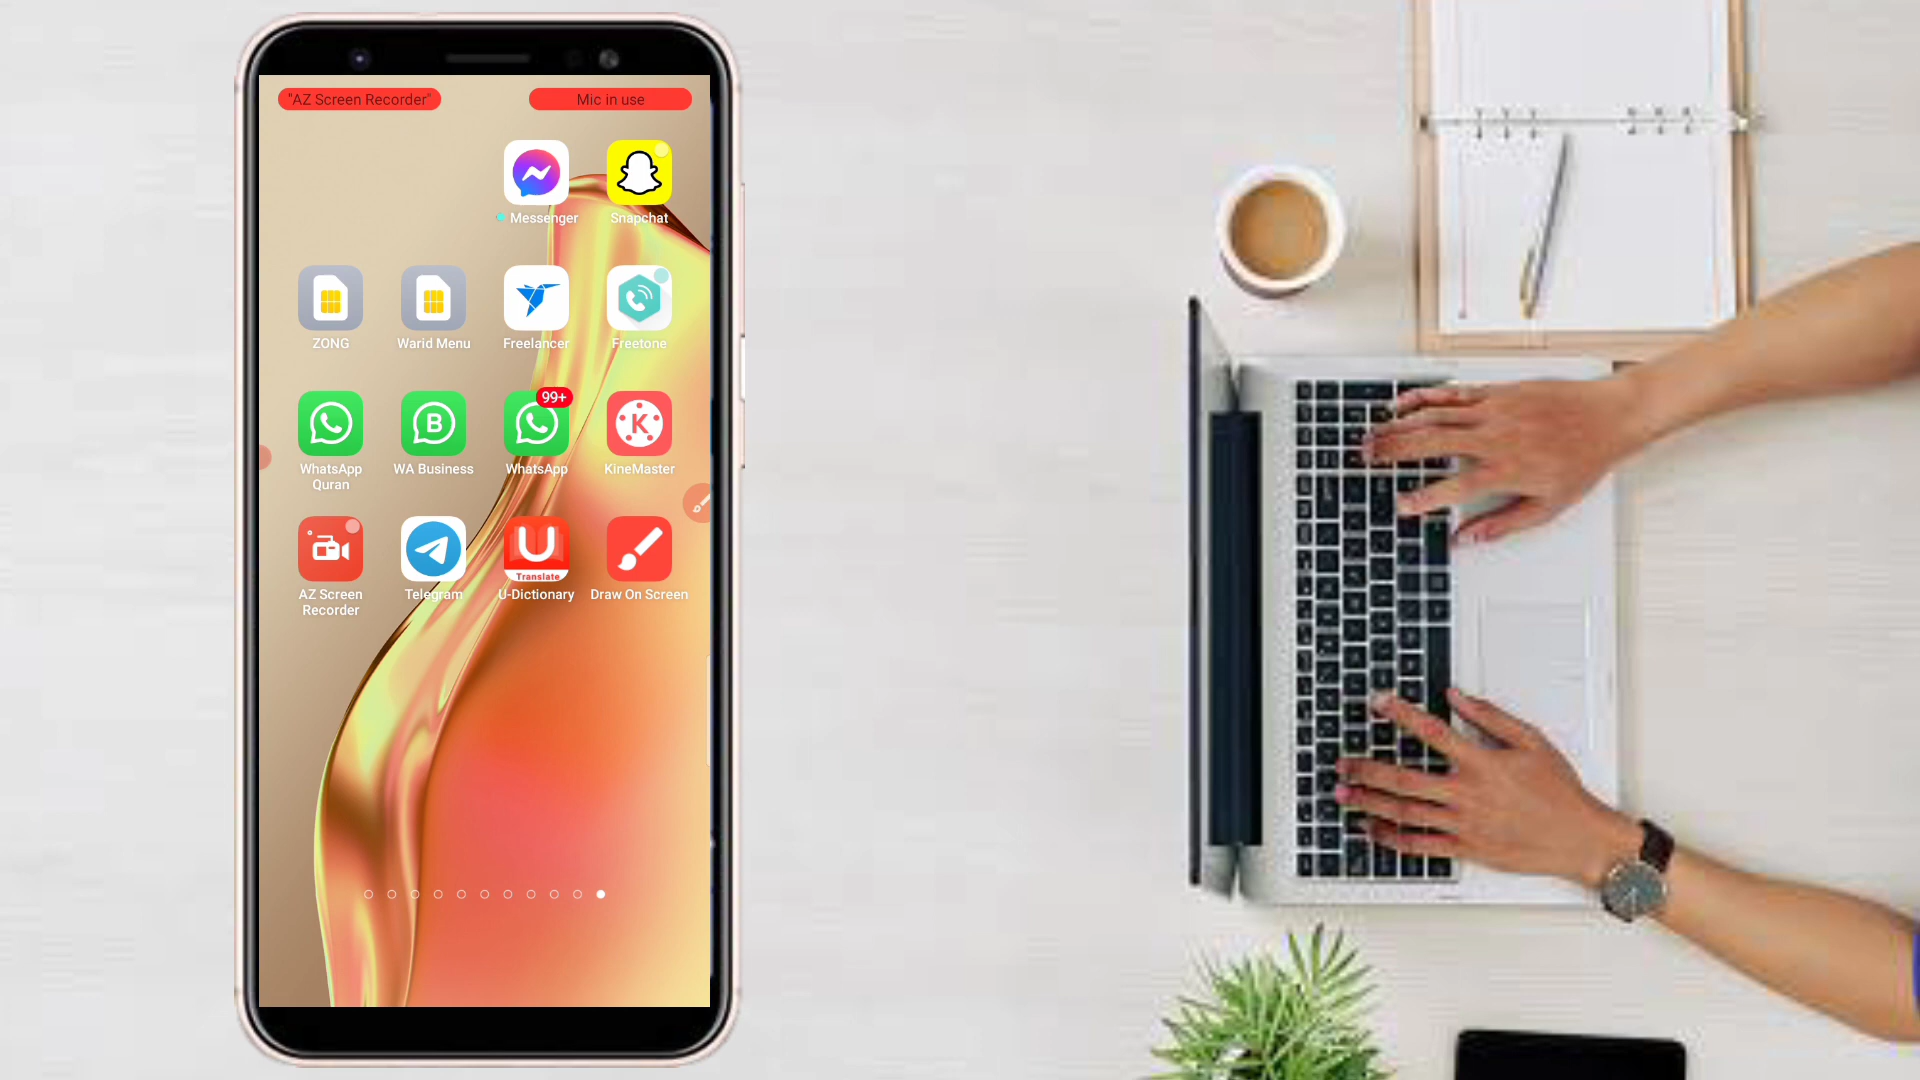 "AZ Screen Recorder"
Mic in use
Messenger
Snapchat
ZONG
Warid Menu
Freelancer
Freetone
99+
WhatsApp
Quran
B
WA Business
WhatsApp
K
KineMaster
AZ Screen
Recorder
Telegram
U
Translate
U-Dictionary
Draw On Screen